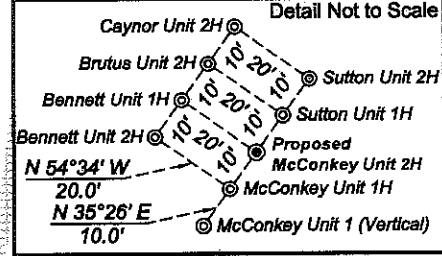 Detail Not to Scale
Caynor Unit 2H
10' 20' 10'
Brutus Unit 2H
Sutton Unit 2H
10' 20' 10'
Bennett Unit 1H
Sutton Unit 1H
10' 20' 10'
Bennett Unit 2H
Proposed
McConkey Unit 2H
N 54°34' W
20.0'
McConkey Unit 1H
N 35°26' E
10.0'
McConkey Unit 1 (Vertical)